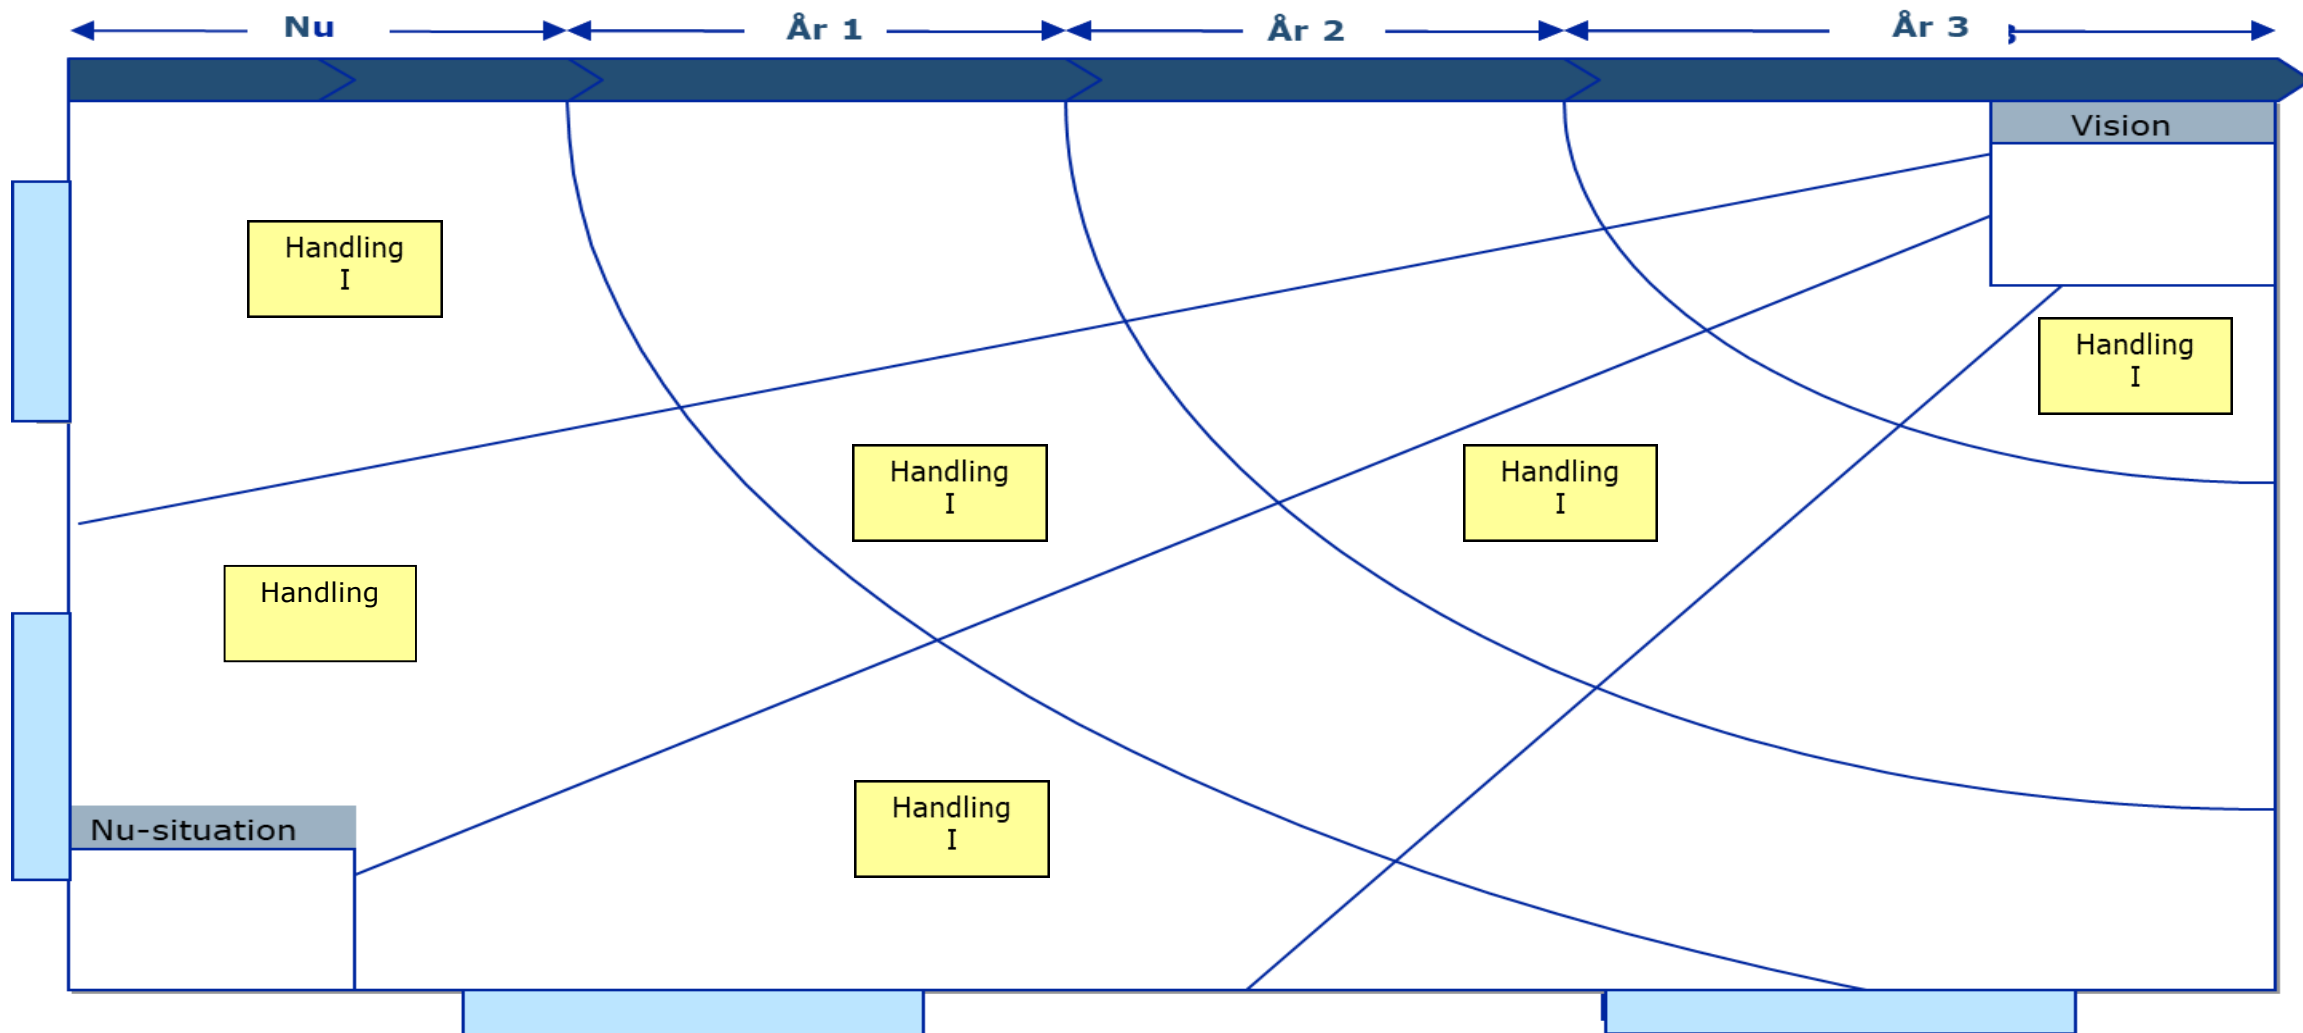 Nu
År 1
År 2
År 3
Vision
Handling
I
Handling
I
Handling
I
Handling
I
Handling
Handling
I
Nu-situation